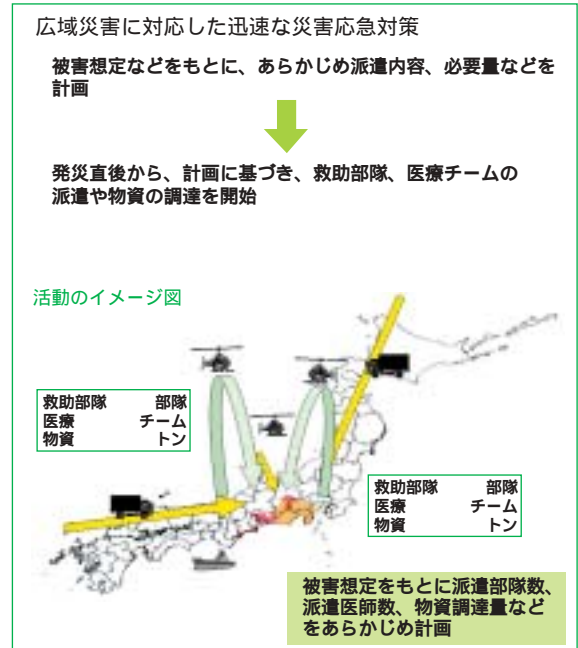 広域災害に対応した迅速な災害応急対策
被害想定などをもとに、あらかじめ派遣内容、必要量などを
計画
発災直後から、計画に基づき、救助部隊、医療チームの
派遣や物資の調達を開始
活動のイメージ図
救助部隊 部隊
医療 チーム
物資 トン
救助部隊 部隊
医療 チーム
物資 トン
被害想定をもとに派遣部隊数、
派遣医師数、物資調達量など
をあらかじめ計画